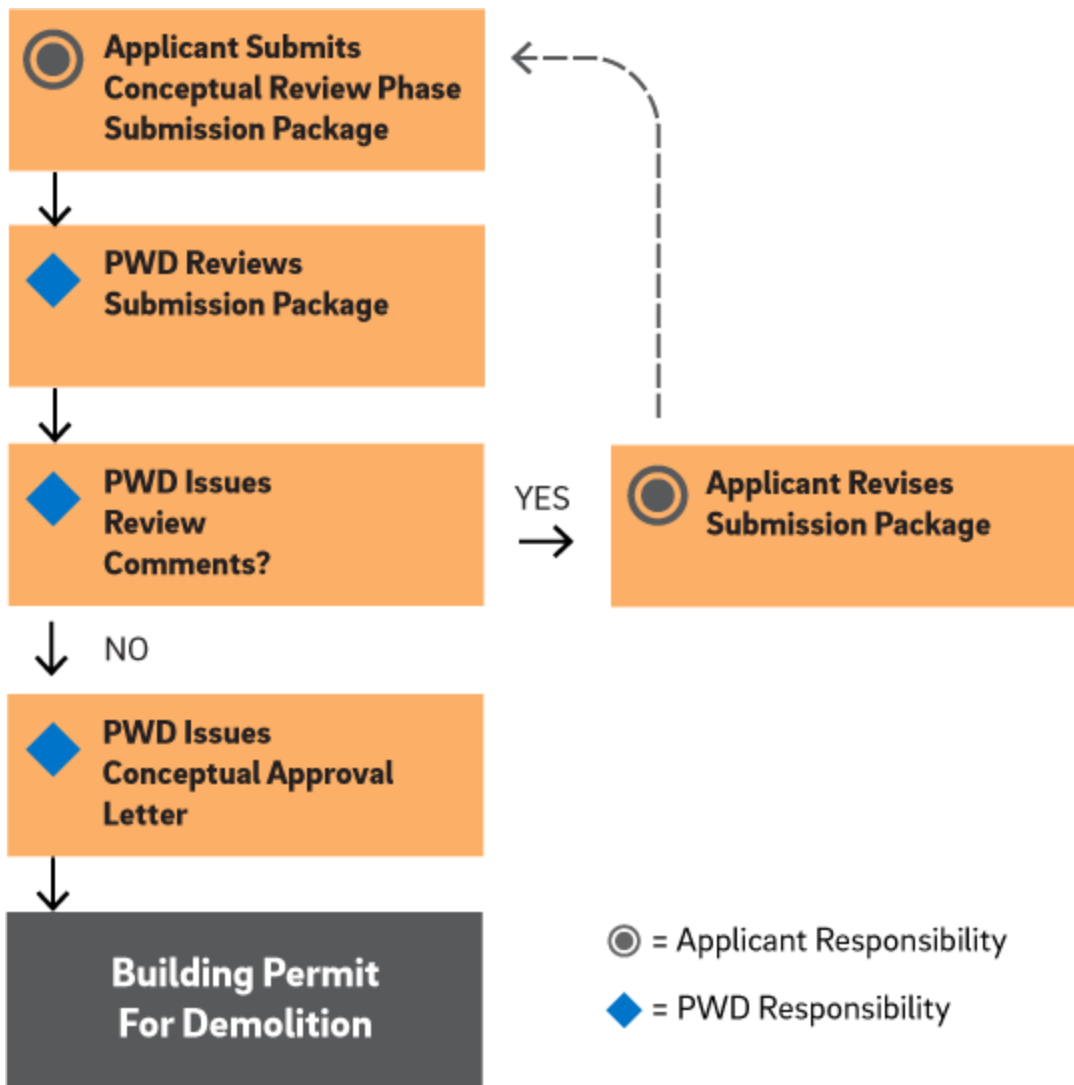 Applicant Submits
Conceptual Review Phase
Submission Package
PWD Reviews
Submission Package
PWD Issues
Review
Comments?
YES
Applicant Revises
Submission Package
NO
PWD Issues
Conceptual Approval
Letter
Building Permit
For Demolition
= Applicant Responsibility
= PWD Responsibility